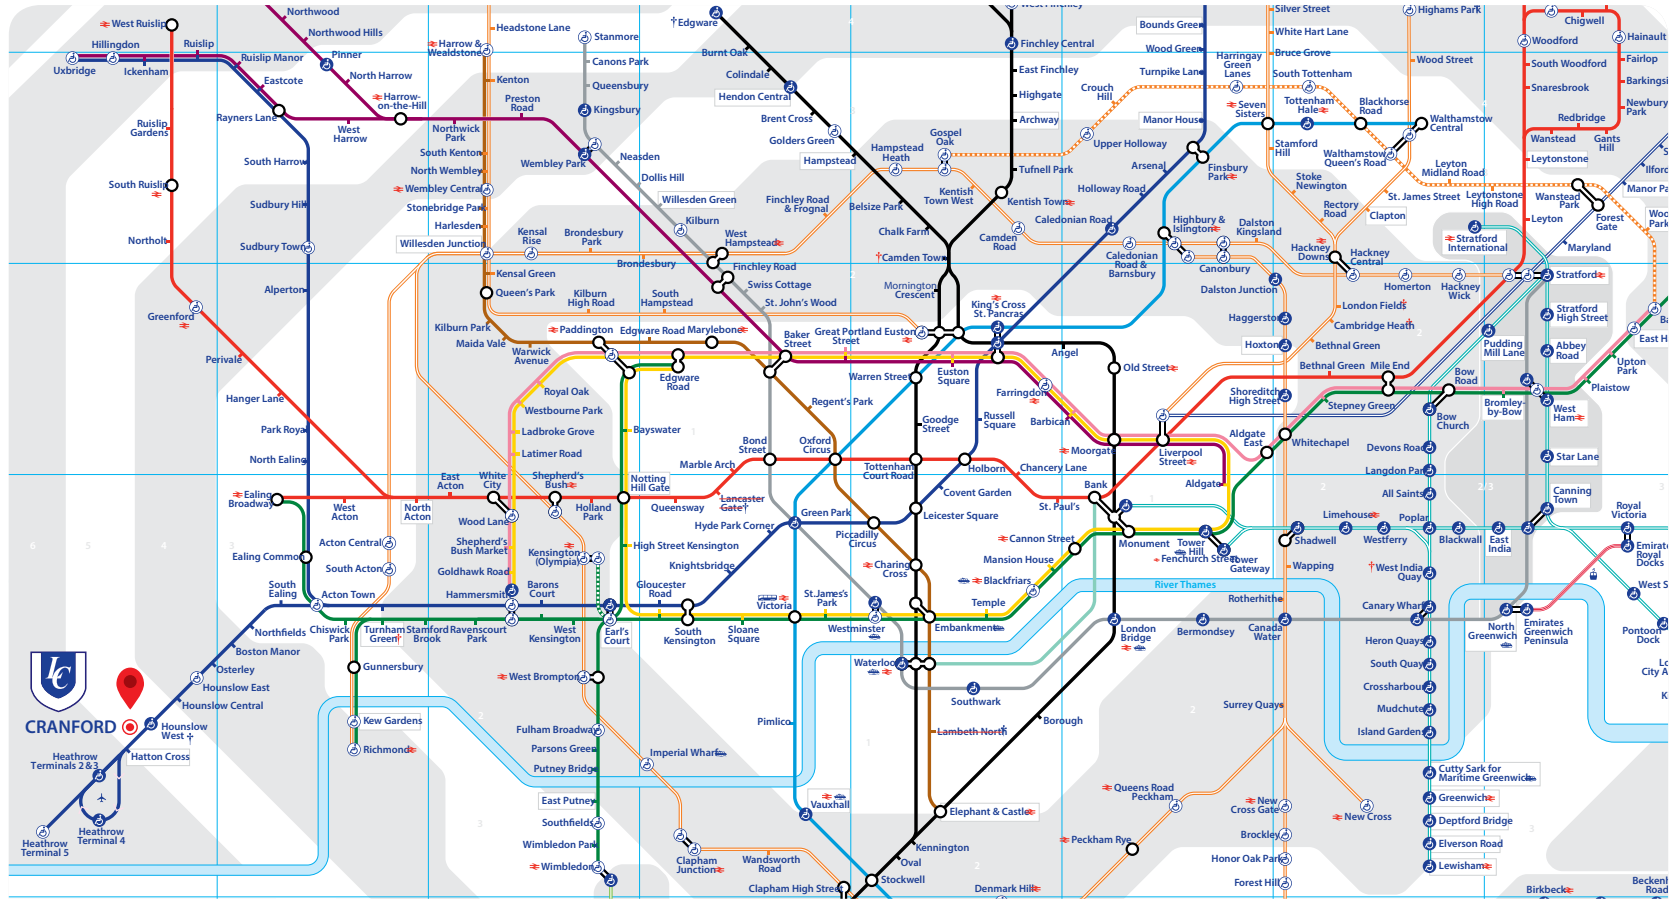 West Ruislip
Hillingdon
Ruislip
Uxbridge
Ickenham
Ruislip Manor
Eastcote
Rayners Lane
Northwood
Northwood Hills
Pinner
North Harrow
Harrow-
on-the-Hill
West
Harrow
Northwick
Park
Preston
Road
Harrow &
Wealdstone
Headstone Lane
Kenton
South Kenton
North Wembley
Wembley Central
Stonebridge Park
Harlesden
Willesden Junction
Kensal Green
Queen's Park
Kilburn Park
Maida Vale
Warwick
Avenue
Stanmore
Canons Park
Queensbury
Kingsbury
Wembley Park
Neasden
Dollis Hill
Willesden Green
Kilburn
West
Hampstead
Finchley Road
Swiss Cottage
St. John's Wood
Kensal
Rise
Brondesbury
Park
Brondesbury
Kilburn
High Road
South
Hampstead
Finchley Road
& Frognal
Hampstead
Heath
Gospel
Oak
†Edgware
Burnt Oak
Colindale
Hendon Central
Brent Cross
Golders Green
Hampstead
Belsize Park
Chalk Farm
†Camden Town
Mornington
Crescent
West Finchley
Finchley Central
East Finchley
Highgate
Archway
Tufnell Park
Kentish Town
Kentish
Town West
Camden
Road
Caledonian Road
Caledonian
Road &
Barnsbury
Holloway Road
Arsenal
Bounds Green
Wood Green
Turnpike Lane
Manor House
Finsbury
Park
Crouch
Hill
Upper Holloway
Harringay
Green
Lanes
South Tottenham
Silver Street
White Hart Lane
Bruce Grove
Seven
Sisters
Tottenham
Hale
Blackhorse
Road
Walthamstow
Central
Walthamstow
Queen's Road
Highams Park
Wood Street
Stamford
Hill
Stoke
Newington
Rectory
Road
Clapton
St. James Street
Leyton
Midland Road
Leytonstone
High Road
Wanstead
Park
Forest
Gate
Maryland
Manor Pa
Ilford
Woo
Park
Woodford
South Woodford
Snaresbrook
Chigwell
Hainault
Fairlop
Barkingsi
Newbury
Park
Redbridge
Wanstead
Gants
Hill
Leytonstone
Leyton
Stratford
International
Stratford
Stratford
High Street
Abbey
Road
Pudding
Mill Lane
Hackney
Wick
Homerton
Hackney
Central
Hackney
Downs
London Fields†
Cambridge Heath†
Bethnal Green
Highbury &
Islington
Dalston
Kingsland
Canonbury
Dalston Junction
Haggerston
Hoxton
Shoreditch
High Street
Whitechapel
Ruislip
Gardens
South Ruislip
Northolt
Greenford
Perivale
Hanger Lane
South Harrow
Sudbury Hill
Sudbury Town
Alperton
Park Royal
North Ealing
Ealing
Broadway
West
Acton
North
Acton
East
Acton
White
City
Shepherd's
Bush
Holland
Park
Notting
Hill Gate
Queensway
Lancaster
Gate†
Marble Arch
Bond
Street
Oxford
Circus
Tottenham
Court Road
Holborn
Chancery Lane
St. Paul's
Bank
Paddington
Edgware Road
Marylebone
Baker
Street
Great Portland
Street
Euston
King's Cross
St. Pancras
Angel
Old Street
Edgware
Road
Warren Street
Euston
Square
Farringdon
Barbican
Moorgate
Liverpool
Street
Aldgate
East
Aldgate
Royal Oak
Westbourne Park
Ladbroke Grove
Latimer Road
Bayswater
Regent's Park
Goodge
Street
Russell
Square
Covent Garden
Leicester Square
Piccadilly
Circus
Green Park
Hyde Park Corner
Knightsbridge
High Street Kensington
Wood Lane
Shepherd's
Bush Market
Goldhawk Road
Hammersmith
Kensington
(Olympia)
Barons
Court
Gloucester
Road
Earl's
Court
South
Kensington
Sloane
Square
Victoria
St.James's
Park
Westminster
Embankment
Charing
Cross
Temple
Blackfriars
Mansion House
Cannon Street
Monument
Tower
Hill
Fenchurch Street
Tower
Gateway
Bethnal Green
Mile End
Stepney Green
Bow
Road
Bow
Church
Bromley-
by-Bow
West
Ham
Plaistow
Upton
Park
East H
Ba
Devons Road
Langdon Park
All Saints
Poplar
Star Lane
Canning
Town
Royal
Victoria
Emirates
Royal
Docks
West S
Pontoon
Dock
Lo
City A
Ki
Limehouse
Westferry
Blackwall
East
India
Shadwell
Wapping
Rotherhithe
Canada
Water
Surrey Quays
†West India
Quay
Canary Wharf
Heron Quays
South Quay
Crossharbour
Mudchute
Island Gardens
Cutty Sark for
Maritime Greenwich
Greenwich
Deptford Bridge
Elverson Road
Lewisham
North
Greenwich
Emirates
Greenwich
Peninsula
River Thames
London
Bridge
Bermondsey
Southwark
Waterloo
Borough
Lambeth North†
Elephant & Castle
Kennington
Oval
Stockwell
Clapham High Street
Denmark Hill
Pimlico
Vauxhall
Wandsworth
Road
Clapham
Junction
Imperial Wharf
West Brompton
Fulham Broadway
Parsons Green
Putney Bridge
East Putney
Southfields
Wimbledon Park
Wimbledon
West
Kensington
Ravenscourt
Park
Stamford
Brook
Turnham
Green†
Chiswick
Park
Gunnersbury
Kew Gardens
Richmond
Acton Central
South Acton
Ealing Common
South
Ealing
Acton Town
Northfields
Boston Manor
Osterley
Hounslow East
Hounslow Central
Hounslow
West †
Hatton Cross
Heathrow
Terminals 2&3
Heathrow
Terminal 4
Heathrow
Terminal 5
LC
CRANFORD
Queens Road
Peckham
Peckham Rye
New
Cross Gate
New Cross
Brockley
Honor Oak Park
Forest Hill
Birkbeck
Beckenh
Road